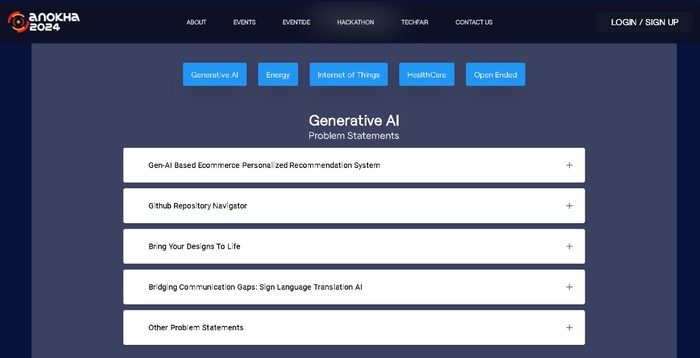 ANOKHA
2024
ABOUT
EVENTS
EVENTIDE
HACKATHON
TECHFAIR
CONTACT US
LOGIN / SIGN UP
Generative AI
Energy
Internet of Things
HealthCare
Open Ended
Generative AI
Problem Statements
Gen-AI Based Ecommerce Personalized Recommendation System
Github Repository Navigator
Bring Your Designs To Life
Bridging Communication Gaps: Sign Language Translation AI
Other Problem Statements